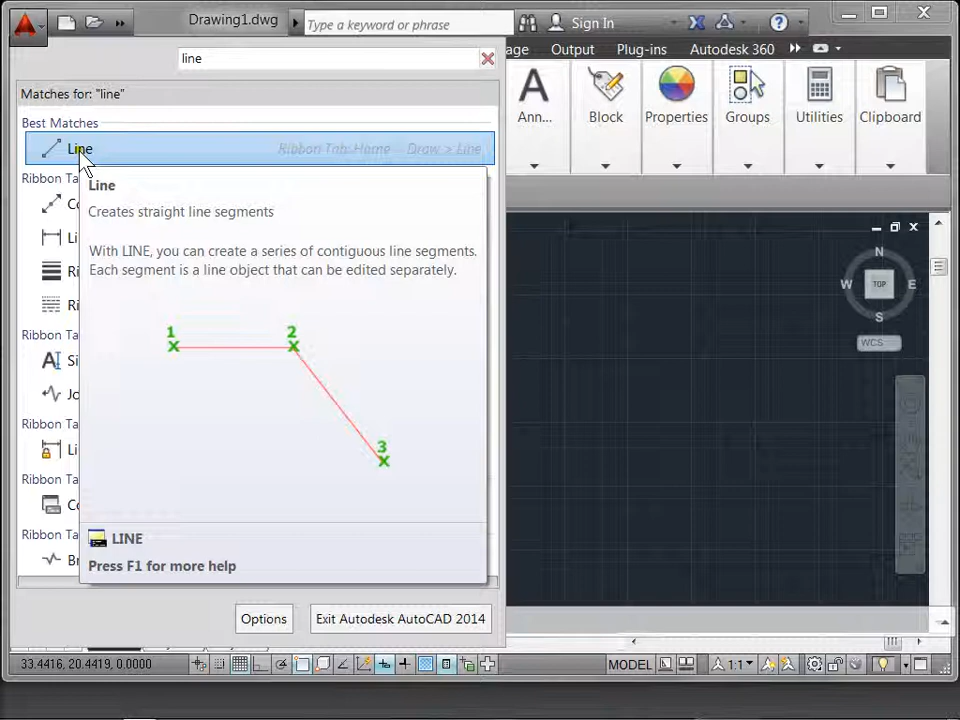 Drawing1.dwg
Type a keyword or phrase
Sign In
Output
Plug-ins
Autodesk 360
line
Matches for: "line"
Best Matches
Line
Ribbon Tab: Home
Draw > Line
Ann...
Block
Properties
Groups
Utilities
Clipboard
Line
Creates straight line segments
With LINE, you can create a series of contiguous line segments.
Each segment is a line object that can be edited separately.
1
2
3
LINE
Press F1 for more help
Options
Exit Autodesk AutoCAD 2014
N
W
TOP
E
S
WCS
33.4416, 20.4419, 0.0000
MODEL
1:1